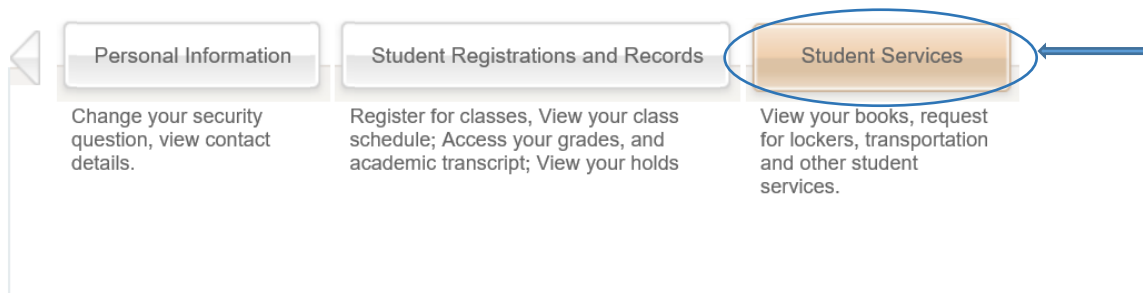 Personal Information
Change your security
question, view contact
details.
Student Registrations and Records
Register for classes, View your class
schedule; Access your grades, and
academic transcript; View your holds
Student Services
View your books, request
for lockers, transportation
and other student
services.